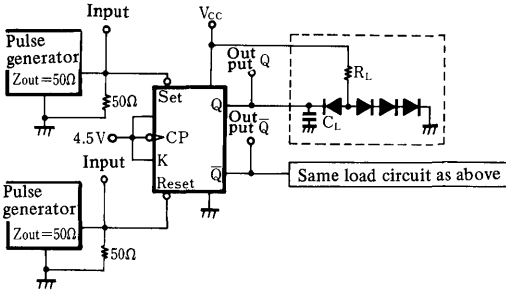 Input
Pulse
generator
Zout=50Ω
50Ω
VCC
Out
put Q
RL
CL
Set
Q
4.5V
CP
K
Q̅
Reset
Out
put Q̅
Input
Same load circuit as above
Pulse
generator
Zout=50Ω
50Ω